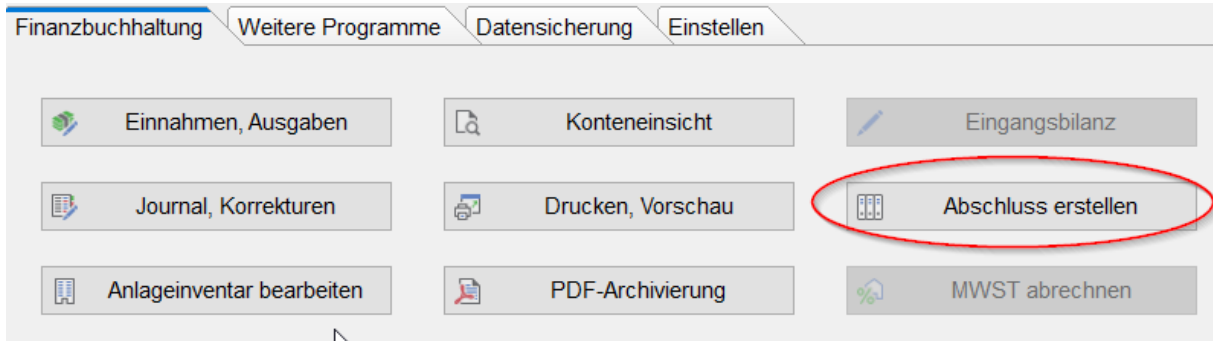 Finanzbuchhaltung Weitere Programme Datensicherung Einstellen
Einnahmen, Ausgaben Konteneinsicht Eingangsbilanz
Journal, Korrekturen Drucken, Vorschau Abschluss erstellen
Anlageinventar bearbeiten PDF-Archivierung MWST abrechnen